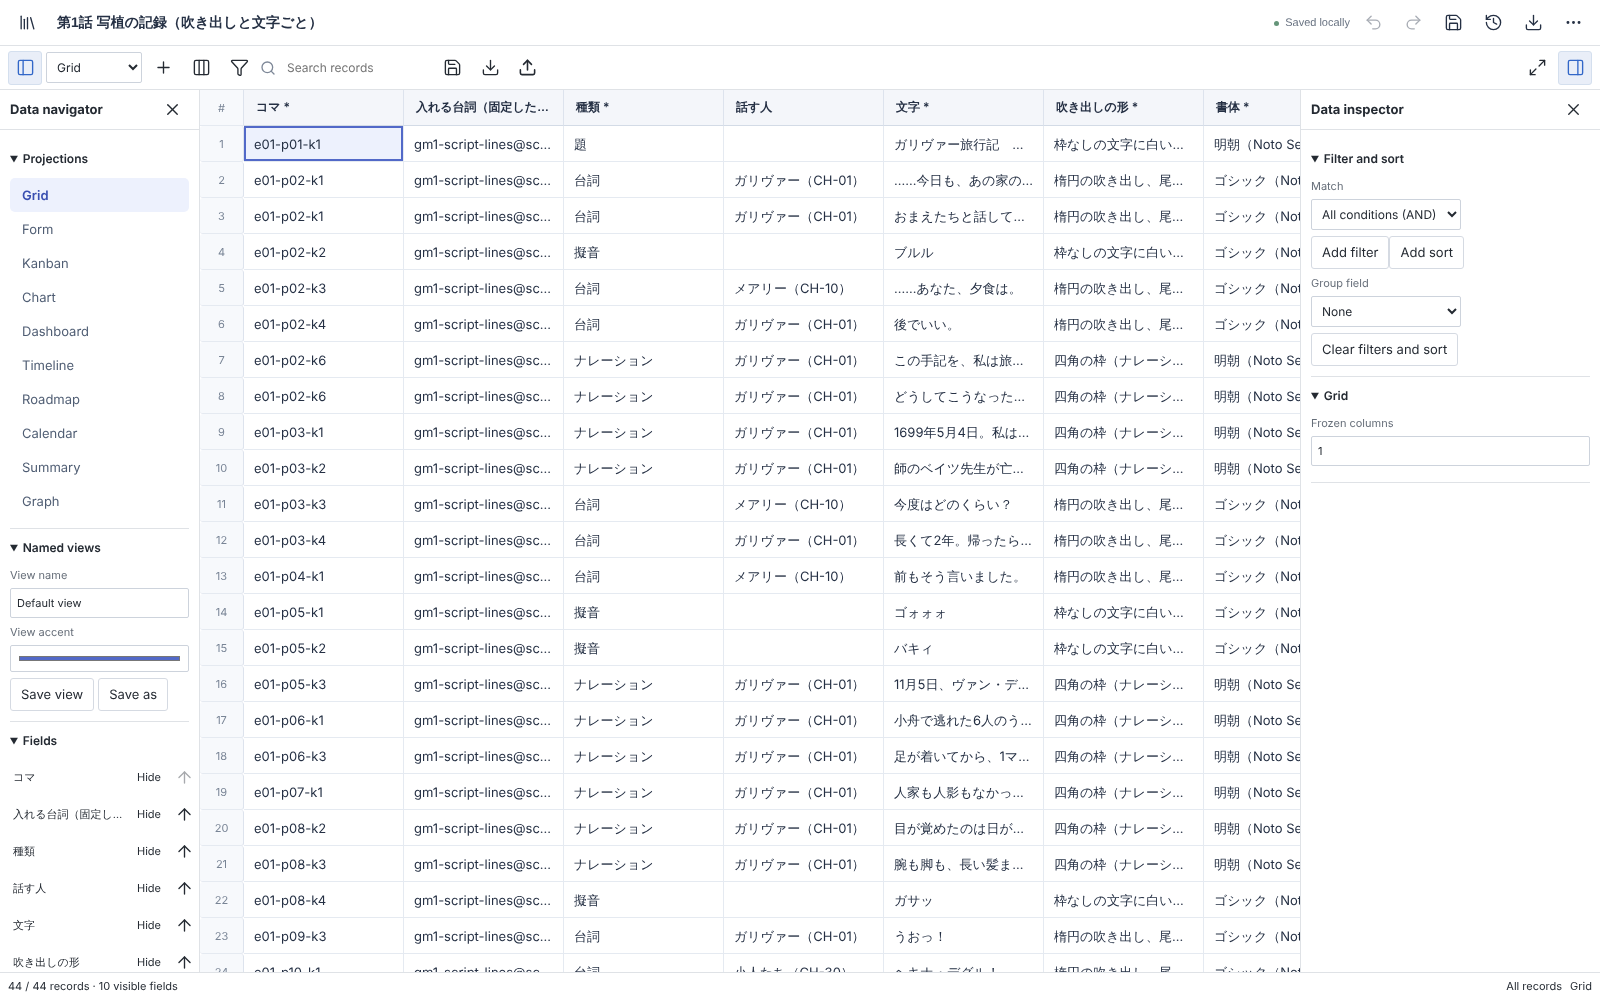 第1話 写植の記録（吹き出しと文字ごと）
Saved locally
Grid
Search records
Data navigator
Projections
Grid
Form
Kanban
Chart
Dashboard
Timeline
Roadmap
Calendar
Summary
Graph
Named views
View name
Default view
View accent
Save view Save as
Fields
コマ Hide
入れる台詞（固定し... Hide
種類 Hide
話す人 Hide
文字 Hide
吹き出しの形 Hide
# コマ * 入れる台詞（固定した... 種類 * 話す人 文字 * 吹き出しの形 * 書体 *
1 e01-p01-k1 gm1-script-lines@sc... 題 ガリヴァー旅行記　... 枠なしの文字に白い... 明朝（Noto Se
2 e01-p02-k1 gm1-script-lines@sc... 台詞 ガリヴァー（CH-01） ……今日も、あの家の... 楕円の吹き出し、尾... ゴシック（Not
3 e01-p02-k1 gm1-script-lines@sc... 台詞 ガリヴァー（CH-01） おまえたちと話して... 楕円の吹き出し、尾... ゴシック（Not
4 e01-p02-k2 gm1-script-lines@sc... 擬音 ブルル 枠なしの文字に白い... ゴシック（Not
5 e01-p02-k3 gm1-script-lines@sc... 台詞 メアリー（CH-10） ……あなた、夕食は。 楕円の吹き出し、尾... ゴシック（Not
6 e01-p02-k4 gm1-script-lines@sc... 台詞 ガリヴァー（CH-01） 後でいい。 楕円の吹き出し、尾... ゴシック（Not
7 e01-p02-k6 gm1-script-lines@sc... ナレーション ガリヴァー（CH-01） この手記を、私は旅... 四角の枠（ナレーシ... 明朝（Noto Se
8 e01-p02-k6 gm1-script-lines@sc... ナレーション ガリヴァー（CH-01） どうしてこうなった... 四角の枠（ナレーシ... 明朝（Noto Se
9 e01-p03-k1 gm1-script-lines@sc... ナレーション ガリヴァー（CH-01） 1699年5月4日。私は... 四角の枠（ナレーシ... 明朝（Noto Se
10 e01-p03-k2 gm1-script-lines@sc... ナレーション ガリヴァー（CH-01） 師のベイツ先生が亡... 四角の枠（ナレーシ... 明朝（Noto Se
11 e01-p03-k3 gm1-script-lines@sc... 台詞 メアリー（CH-10） 今度はどのくらい？ 楕円の吹き出し、尾... ゴシック（Not
12 e01-p03-k4 gm1-script-lines@sc... 台詞 ガリヴァー（CH-01） 長くて2年。帰ったら... 楕円の吹き出し、尾... ゴシック（Not
13 e01-p04-k1 gm1-script-lines@sc... 台詞 メアリー（CH-10） 前もそう言いました。 楕円の吹き出し、尾... ゴシック（Not
14 e01-p05-k1 gm1-script-lines@sc... 擬音 ゴォォォ 枠なしの文字に白い... ゴシック（Not
15 e01-p05-k2 gm1-script-lines@sc... 擬音 バキィ 枠なしの文字に白い... ゴシック（Not
16 e01-p05-k3 gm1-script-lines@sc... ナレーション ガリヴァー（CH-01） 11月5日、ヴァン・デ... 四角の枠（ナレーシ... 明朝（Noto Se
17 e01-p06-k1 gm1-script-lines@sc... ナレーション ガリヴァー（CH-01） 小舟で逃れた6人のう... 四角の枠（ナレーシ... 明朝（Noto Se
18 e01-p06-k3 gm1-script-lines@sc... ナレーション ガリヴァー（CH-01） 足が着いてから、1マ... 四角の枠（ナレーシ... 明朝（Noto Se
19 e01-p07-k1 gm1-script-lines@sc... ナレーション ガリヴァー（CH-01） 人家も人影もなかっ... 四角の枠（ナレーシ... 明朝（Noto Se
20 e01-p08-k2 gm1-script-lines@sc... ナレーション ガリヴァー（CH-01） 目が覚めたのは日が... 四角の枠（ナレーシ... 明朝（Noto Se
21 e01-p08-k3 gm1-script-lines@sc... ナレーション ガリヴァー（CH-01） 腕も脚も、長い髪ま... 四角の枠（ナレーシ... 明朝（Noto Se
22 e01-p08-k4 gm1-script-lines@sc... 擬音 ガサッ 枠なしの文字に白い... ゴシック（Not
23 e01-p09-k3 gm1-script-lines@sc... 台詞 ガリヴァー（CH-01） うおっ！ 楕円の吹き出し、尾... ゴシック（Not
24 e01-p10-k1 gm1-script-lines@sc... 台詞 小人たち（CH-30） ヘキナ・デグル！ 楕円の吹き出し、尾... ゴシック（Not
Data inspector
Filter and sort
Match
All conditions (AND)
Add filter Add sort
Group field
None
Clear filters and sort
Grid
Frozen columns
1
44 / 44 records · 10 visible fields
All records Grid